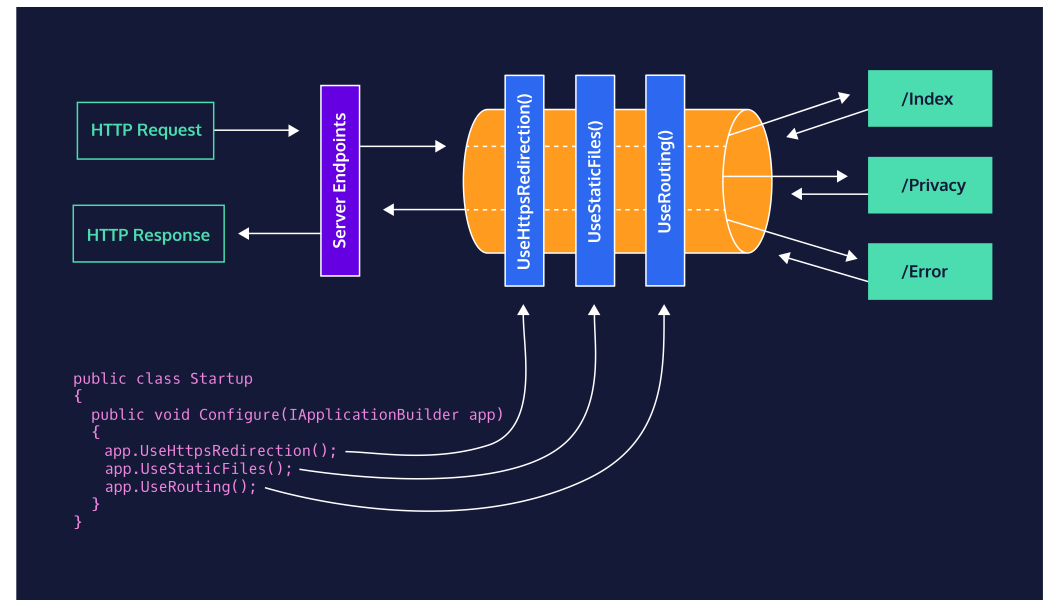 HTTP Request
HTTP Response
Server Endpoints
UseHttpsRedirection()
UseStaticFiles()
UseRouting()
/Index
/Privacy
/Error
public class Startup
{
public void Configure(IApplicationBuilder app)
{
app.UseHttpsRedirection();
app.UseStaticFiles();
app.UseRouting();
}
}